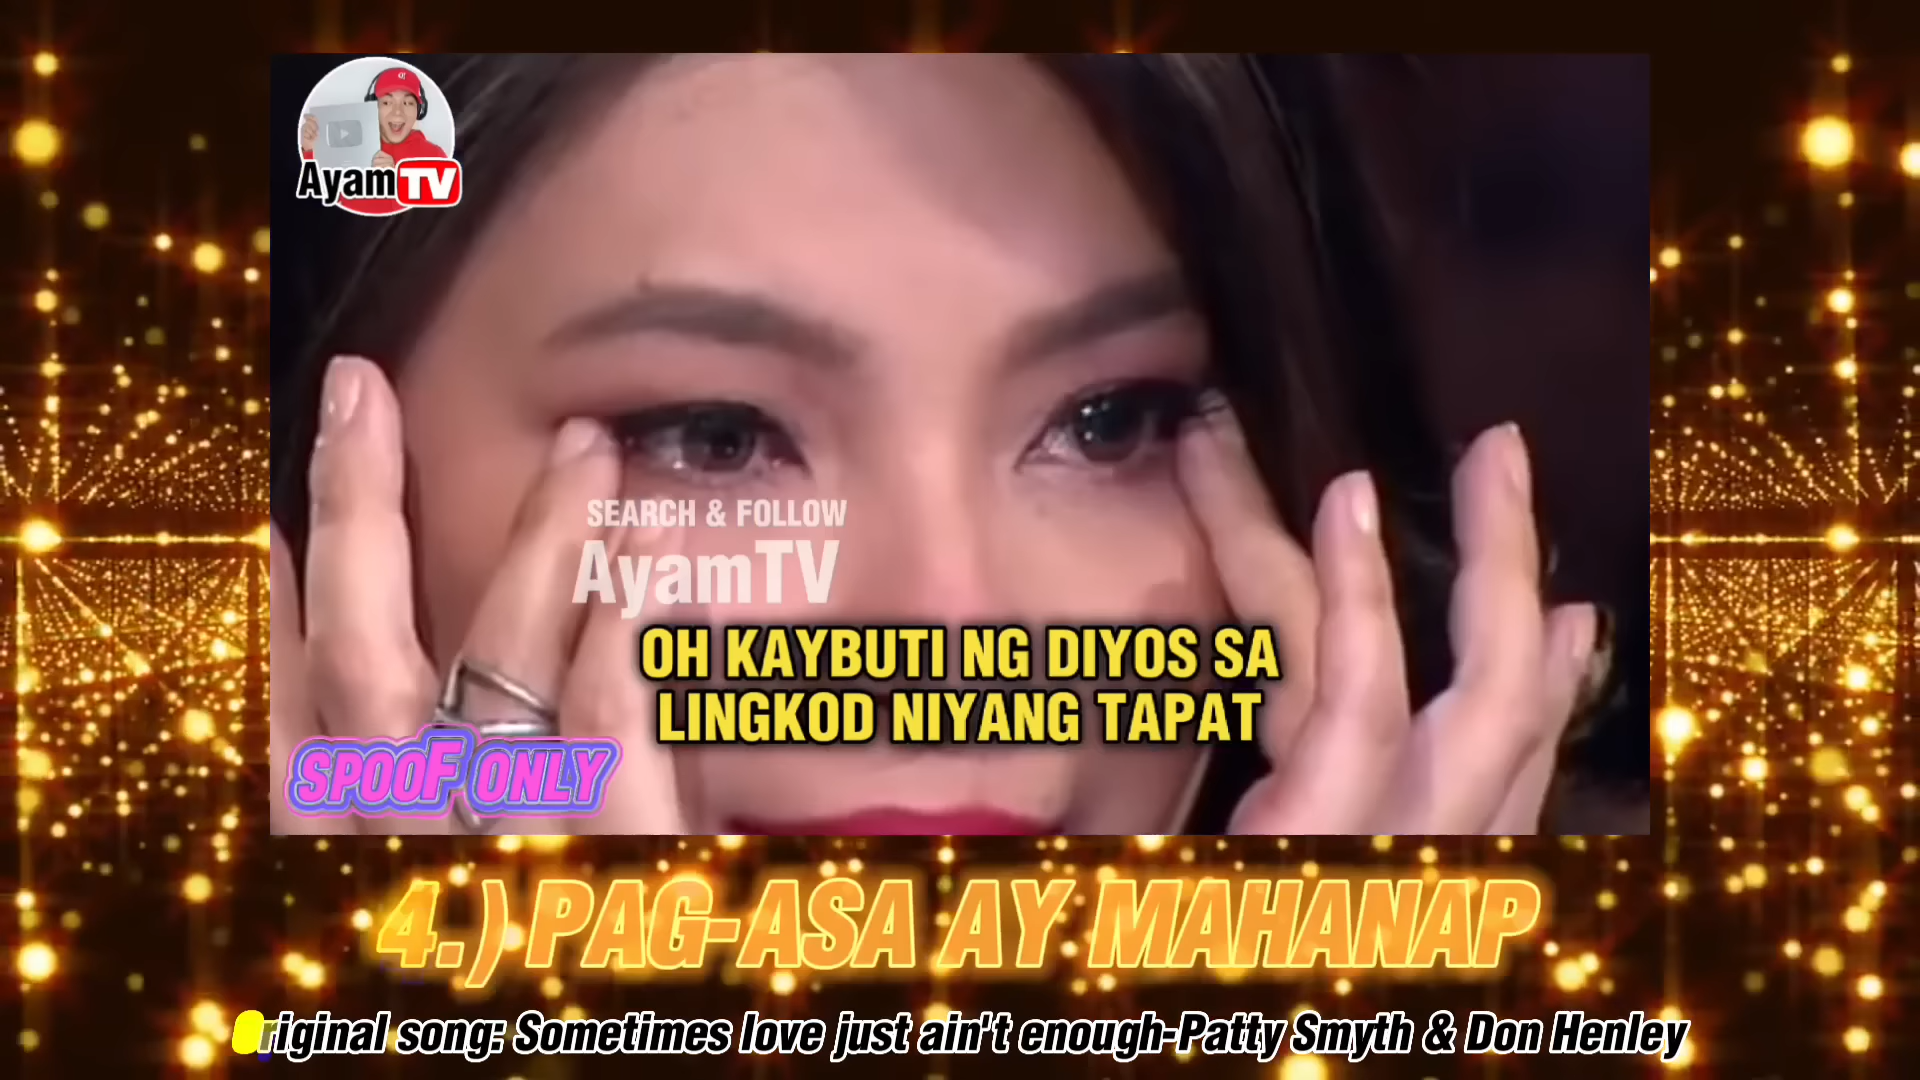 AyamTV
SEARCH & FOLLOW
AyamTV
OH KAYBUTI NG DIYOS SA
LINGKOD NIYANG TAPAT
SPOOF ONLY
4.) PAG-ASA AY MAHANAP
Original song: Sometimes love just ain't enough-Patty Smyth & Don Henley